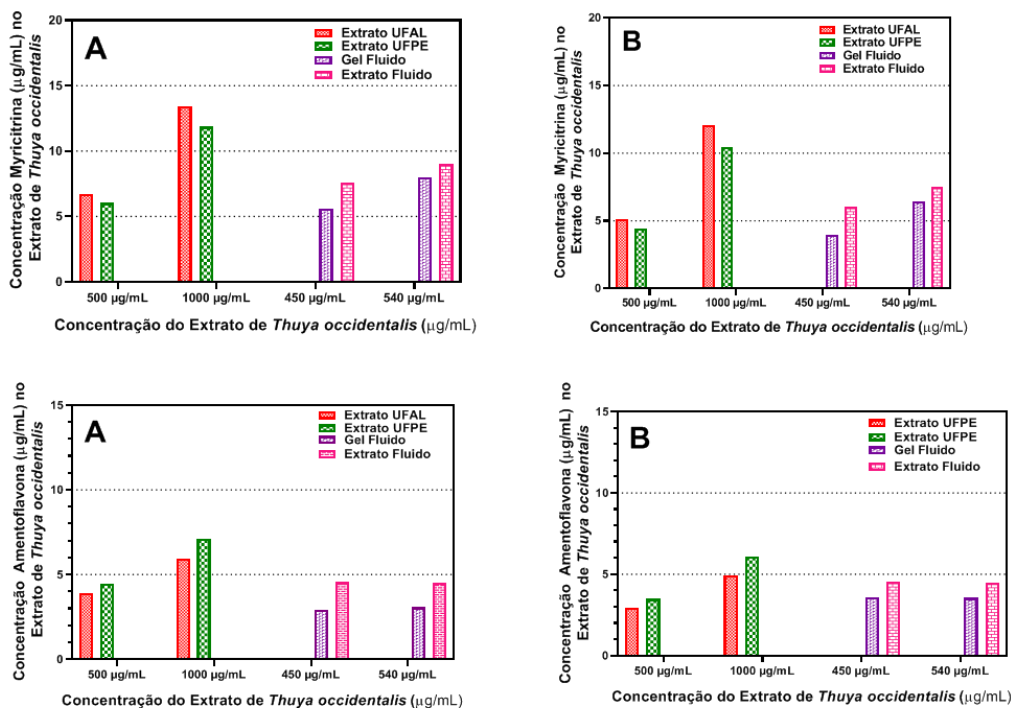 Concentração Myricitrina (µg/mL) no
Extrato de Thuya occidentalis
20
15
10
5
0
A
Extrato UFAL
Extrato UFPE
Gel Fluido
Extrato Fluido
500 µg/mL
1000 µg/mL
450 µg/mL
540 µg/mL
Concentração do Extrato de Thuya occidentalis (µg/mL)
Concentração Myricitrina (µg/mL) no
Extrato de Thuya occidentalis
20
15
10
5
0
B
Extrato UFAL
Extrato UFPE
Gel Fluido
Extrato Fluido
500 µg/mL
1000 µg/mL
450 µg/mL
540 µg/mL
Concentração do Extrato de Thuya occidentalis (µg/mL)
Concentração Amentoflavona (µg/mL) no
Extrato de Thuya occidentalis
15
10
5
0
A
Extrato UFAL
Extrato UFPE
Gel Fluido
Extrato Fluido
500 µg/mL
1000 µg/mL
450 µg/mL
540 µg/mL
Concentração do Extrato de Thuya occidentalis (µg/mL)
Concentração Amentoflavona (µg/mL) no
Extrato de Thuya occidentalis
15
10
5
0
B
Extrato UFPE
Extrato UFPE
Gel Fluido
Extrato Fluido
500 µg/mL
1000 µg/mL
450 µg/mL
540 µg/mL
Concentração do Extrato de Thuya occidentalis (µg/mL)